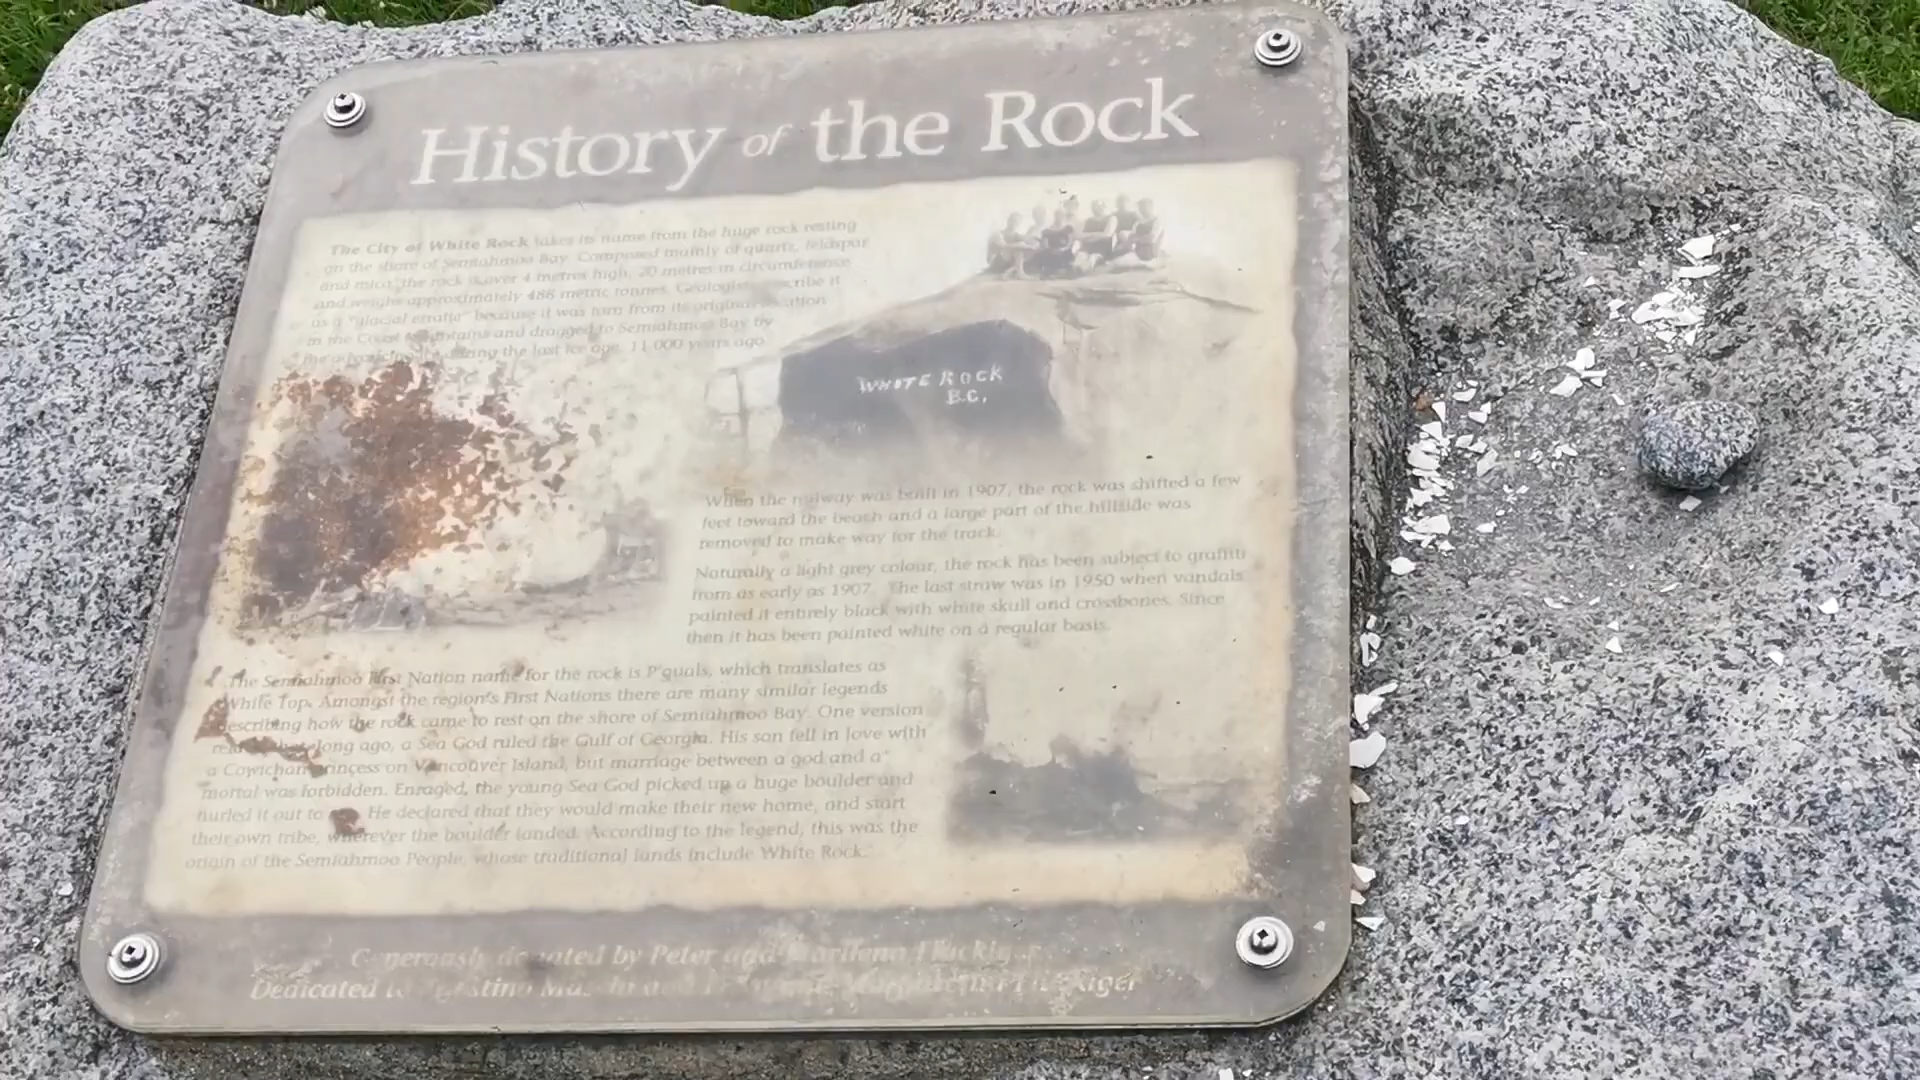 History of the Rock
The City of White Rock takes its name from the huge rock resting
on the shore of Semiahmoo Bay. Composed mainly of quartz, feldspar
and mica, the rock is over 4 metres high, 20 metres in circumference
and weighs approximately 486 metric tonnes. Geologists describe it
as a "glacial erratic" because it was torn from its original location
in the Coast Mountains and dragged to Semiahmoo Bay by
during the last ice age, 11,000 years ago.
WHITE ROCK
B.C.
When the railway was built in 1907, the rock was shifted a few
feet toward the beach and a large part of the hillside was
removed to make way for the track.
Naturally a light grey colour, the rock has been subject to graffiti
from as early as 1907. The last straw was in 1950 when vandals
painted it entirely black with white skull and crossbones. Since
then it has been painted white on a regular basis.
The Semiahmoo First Nation name for the rock is P'quals, which translates as
White Top. Amongst the region's First Nations there are many similar legends
describing how the rock came to rest on the shore of Semiahmoo Bay. One version
long ago, a Sea God ruled the Gulf of Georgia. His son fell in love with
a Cowichan princess on Vancouver Island, but marriage between a god and a
mortal was forbidden. Enraged, the young Sea God picked up a huge boulder and
hurled it out to He declared that they would make their new home, and start
their own tribe, wherever the boulder landed. According to the legend, this was the
origin of the Semiahmoo People, whose traditional lands include White Rock.
Generously donated by Peter and
Dedicated to